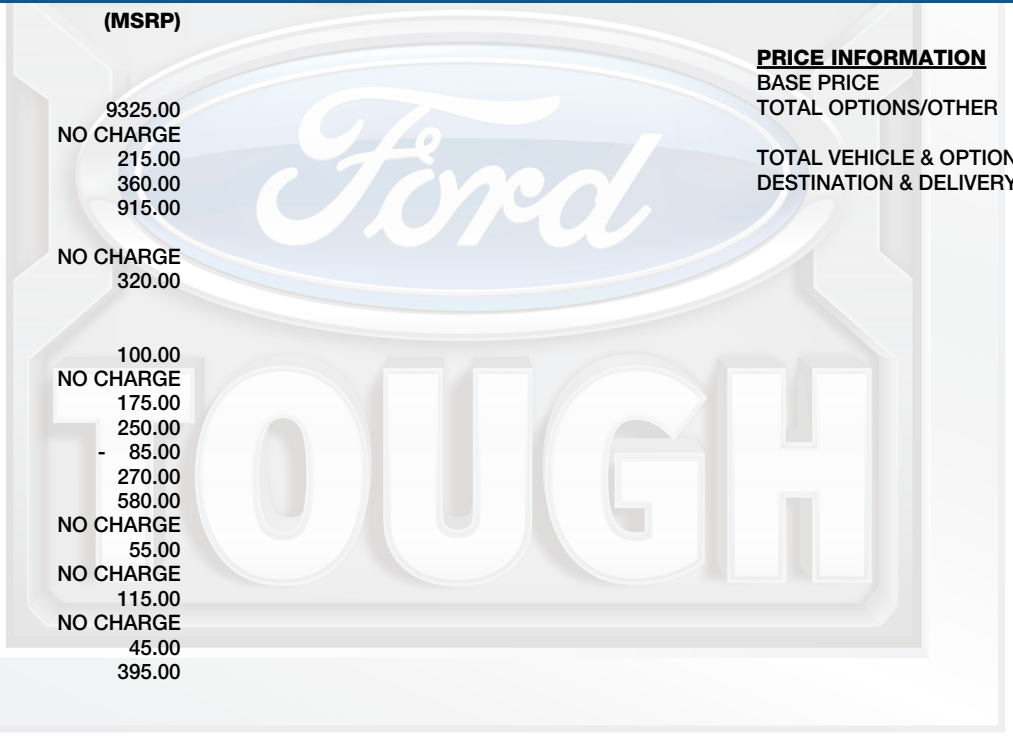 (MSRP)
9325.00
NO CHARGE
215.00
360.00
915.00
NO CHARGE
320.00
100.00
NO CHARGE
175.00
250.00
- 85.00
270.00
580.00
NO CHARGE
55.00
NO CHARGE
115.00
NO CHARGE
45.00
395.00
PRICE INFORMATION
BASE PRICE
TOTAL OPTIONS/OTHER
TOTAL VEHICLE & OPTION
DESTINATION & DELIVERY
Ford
TOUGH